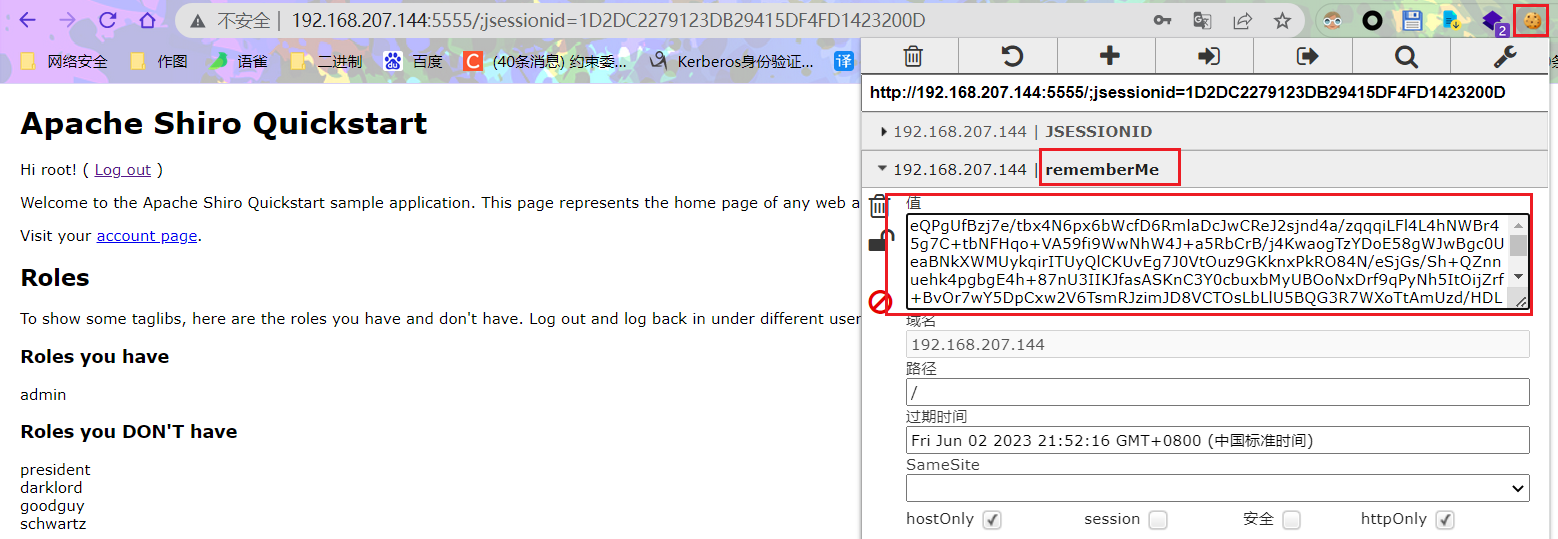 不安全 | 192.168.207.144:5555/;jsessionid=1D2DC2279123DB29415DF4FD1423200D
2
网络安全 作图 语雀 二进制 百度 C (40条消息) 约束委... Kerberos身份验证... 译
http://192.168.207.144:5555/;jsessionid=1D2DC2279123DB29415DF4FD1423200D
192.168.207.144 | JSESSIONID
192.168.207.144 | rememberMe
值
eQPgUfBzj7e/tbx4N6px6bWcfD6RmlaDcJwCReJ2sjnd4a/zqqqiLFl4L4hNWBr4
5g7C+tbNFHqo+VA59fi9WwNhW4J+a5RbCrB/j4KwaogTzYDoE58gWJwBgc0U
eaBNkXWMUykqirITUyQlCKUvEg7J0VtOuz9GKknxPkRO84N/eSjGs/Sh+QZnn
uehk4pgbgE4h+87nU3IIKJfasASKnC3Y0cbuxbMyUBOoNxDrf9qPyNh5ItOijZrf
+BvOr7wY5DpCxw2V6TsmRJzimJD8VCTOsLbLlU5BQG3R7WXoTtAmUzd/HDL
域名
192.168.207.144
路径
/
过期时间
Fri Jun 02 2023 21:52:16 GMT+0800 (中国标准时间)
SameSite
hostOnly session 安全 httpOnly
Apache Shiro Quickstart
Hi root! ( Log out )
Welcome to the Apache Shiro Quickstart sample application. This page represents the home page of any web a
Visit your account page.
Roles
To show some taglibs, here are the roles you have and don't have. Log out and log back in under different user
Roles you have
admin
Roles you DON'T have
president
darklord
goodguy
schwartz